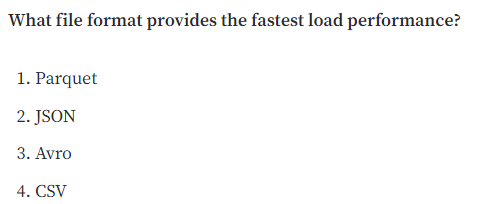 What file format provides the fastest load performance?
1. Parquet
2. JSON
3. Avro
4. CSV